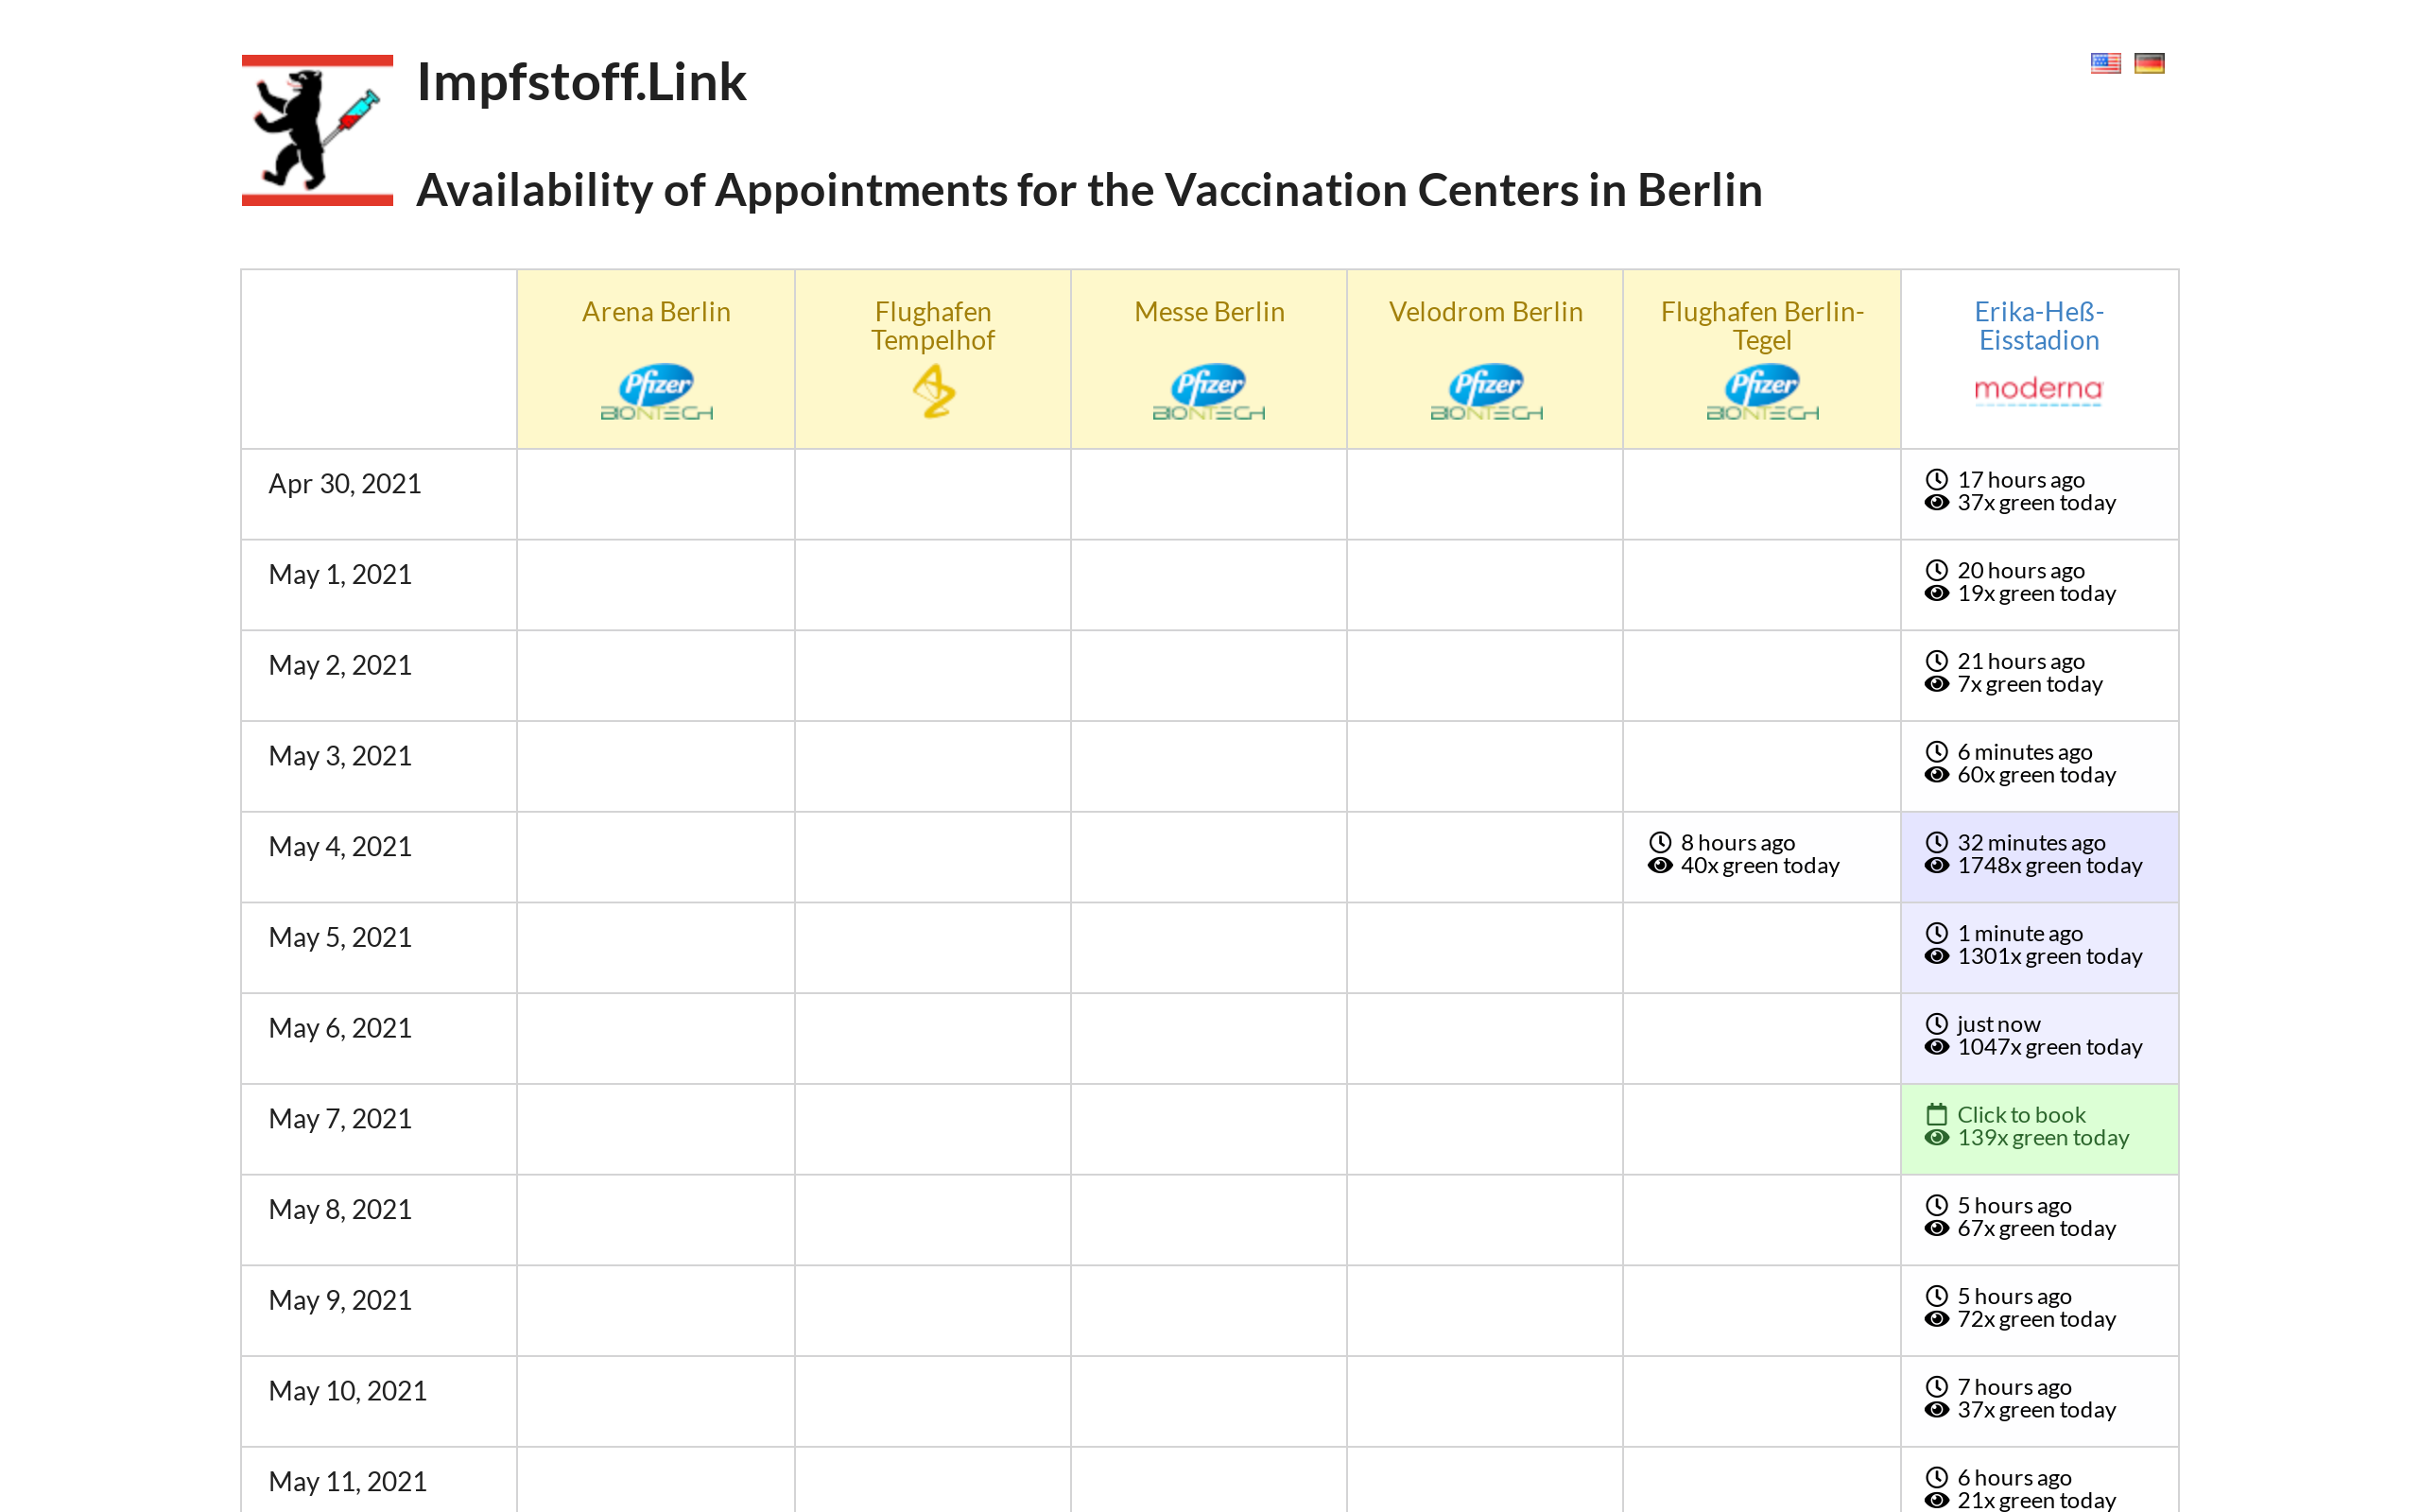 Impfstoff.Link
Availability of Appointments for the Vaccination Centers in Berlin
Arena Berlin
Pfizer
BIONTECH
Flughafen
Tempelhof
Messe Berlin
Pfizer
BIONTECH
Velodrom Berlin
Pfizer
BIONTECH
Flughafen Berlin-
Tegel
Pfizer
BIONTECH
Erika-Heß-
Eisstadion
moderna
Apr 30, 2021
17 hours ago
37x green today
May 1, 2021
20 hours ago
19x green today
May 2, 2021
21 hours ago
7x green today
May 3, 2021
6 minutes ago
60x green today
May 4, 2021
8 hours ago
40x green today
32 minutes ago
1748x green today
May 5, 2021
1 minute ago
1301x green today
May 6, 2021
just now
1047x green today
May 7, 2021
Click to book
139x green today
May 8, 2021
5 hours ago
67x green today
May 9, 2021
5 hours ago
72x green today
May 10, 2021
7 hours ago
37x green today
May 11, 2021
6 hours ago
21x green today